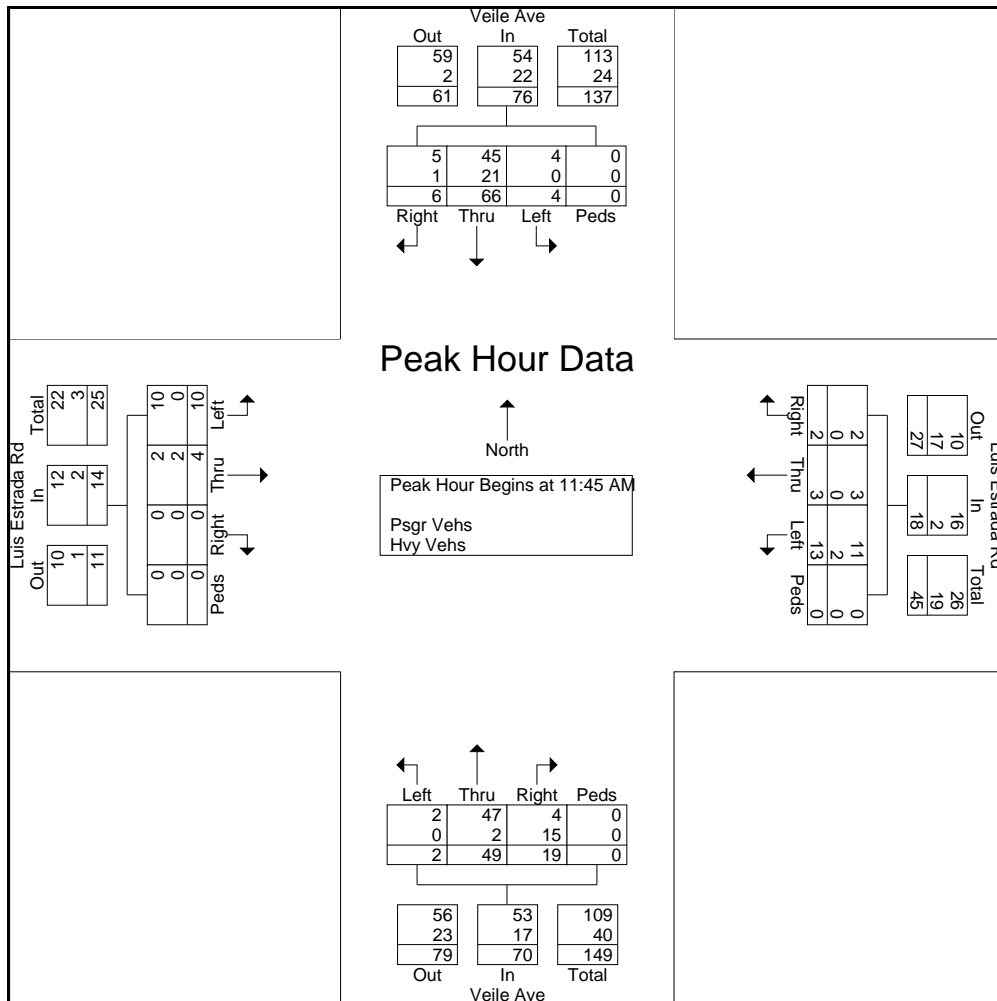 Veile Ave
Out In Total
59 54 113
2 22 24
61 76 137
5 45 4 0
1 21 0 0
6 66 4 0
Right Thru Left Peds
Peak Hour Data
North
Peak Hour Begins at 11:45 AM
Psgr Vehs
Hvy Vehs
Luis Estrada Rd
Out In Total
10 12 22
1 2 3
11 14 25
Peds Right Thru Left
0 0 2 10
0 0 2 0
0 0 4 10
Luis Estrada Rd
Out In Total
10 16 26
17 2 19
27 18 45
2 3 11 0
0 0 2 0
2 3 13 0
Right Thru Left Peds
Left Thru Right Peds
2 47 4 0
0 2 15 0
2 49 19 0
56 53 109
23 17 40
79 70 149
Out In Total
Veile Ave